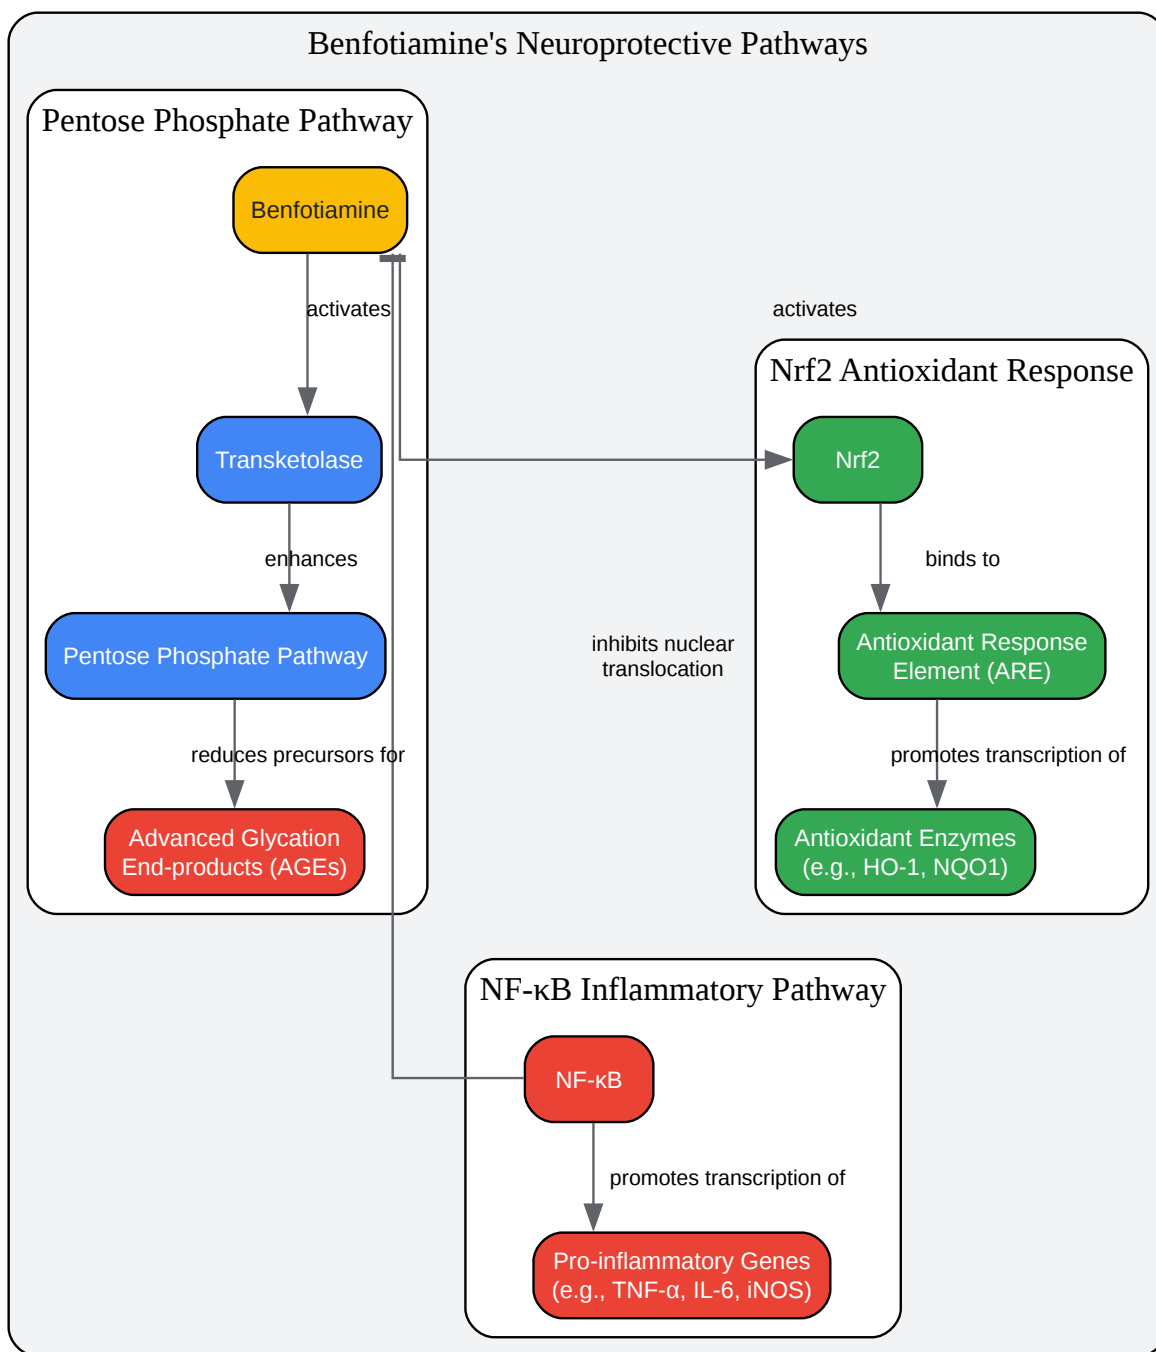 Benfotiamine's Neuroprotective Pathways
Pentose Phosphate Pathway
Benfotiamine
activates
Transketolase
enhances
Pentose Phosphate Pathway
reduces precursors for
Advanced Glycation
End-products (AGEs)
activates
Nrf2 Antioxidant Response
Nrf2
binds to
Antioxidant Response
Element (ARE)
promotes transcription of
Antioxidant Enzymes
(e.g., HO-1, NQO1)
inhibits nuclear
translocation
NF-κB Inflammatory Pathway
NF-κB
promotes transcription of
Pro-inflammatory Genes
(e.g., TNF-α, IL-6, iNOS)